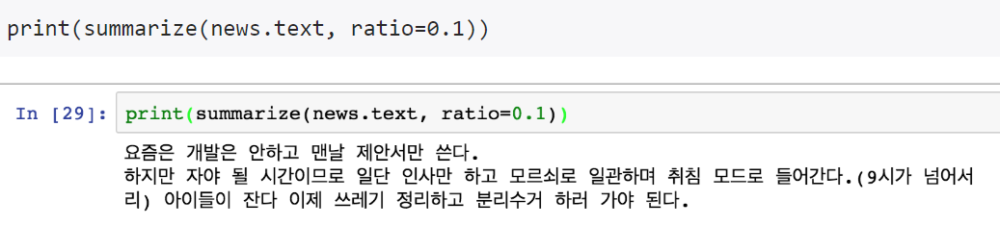 print(summarize(news.text, ratio=0.1))
In [29]: print(summarize(news.text, ratio=0.1))
요즘은 개발은 안하고 맨날 제안서만 쓴다.
하지만 자야 될 시간이므로 일단 인사만 하고 모르쇠로 일관하며 취침 모드로 들어간다.(9시가 넘어서
리) 아이들이 잔다 이제 쓰레기 정리하고 분리수거 하러 가야 된다.